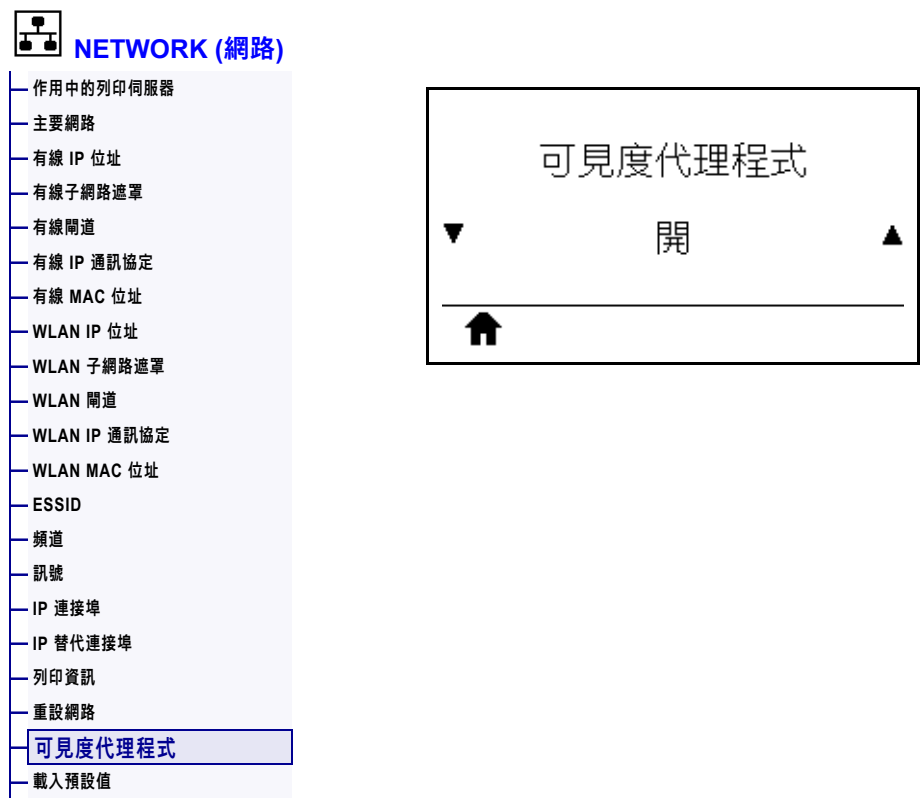 NETWORK (網路)
作用中的列印伺服器
主要網路
有線 IP 位址
有線子網路遮罩
有線閘道
有線 IP 通訊協定
有線 MAC 位址
WLAN IP 位址
WLAN 子網路遮罩
WLAN 閘道
WLAN IP 通訊協定
WLAN MAC 位址
ESSID
頻道
訊號
IP 連接埠
IP 替代連接埠
列印資訊
重設網路
可見度代理程式
載入預設值
可見度代理程式
開